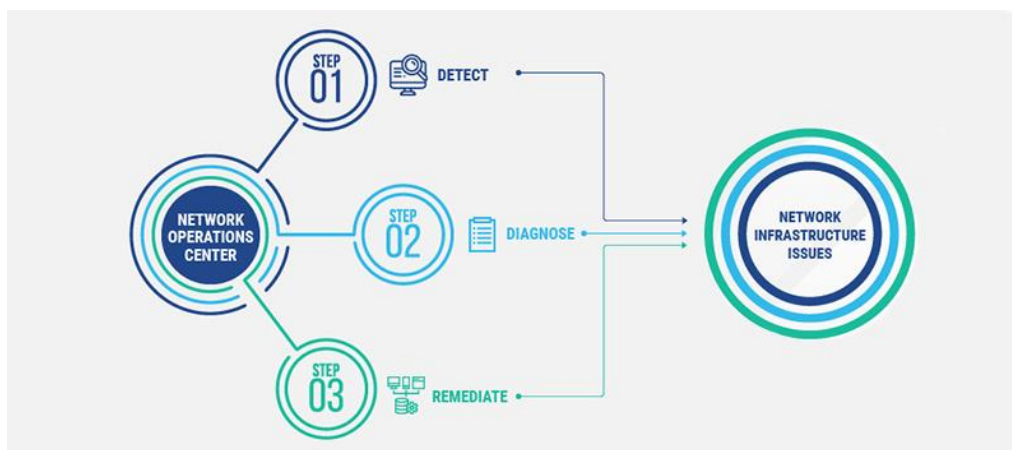 STEP
01
DETECT
NETWORK
OPERATIONS
CENTER
STEP
02
DIAGNOSE
STEP
03
REMEDIATE
NETWORK
INFRASTRUCTURE
ISSUES